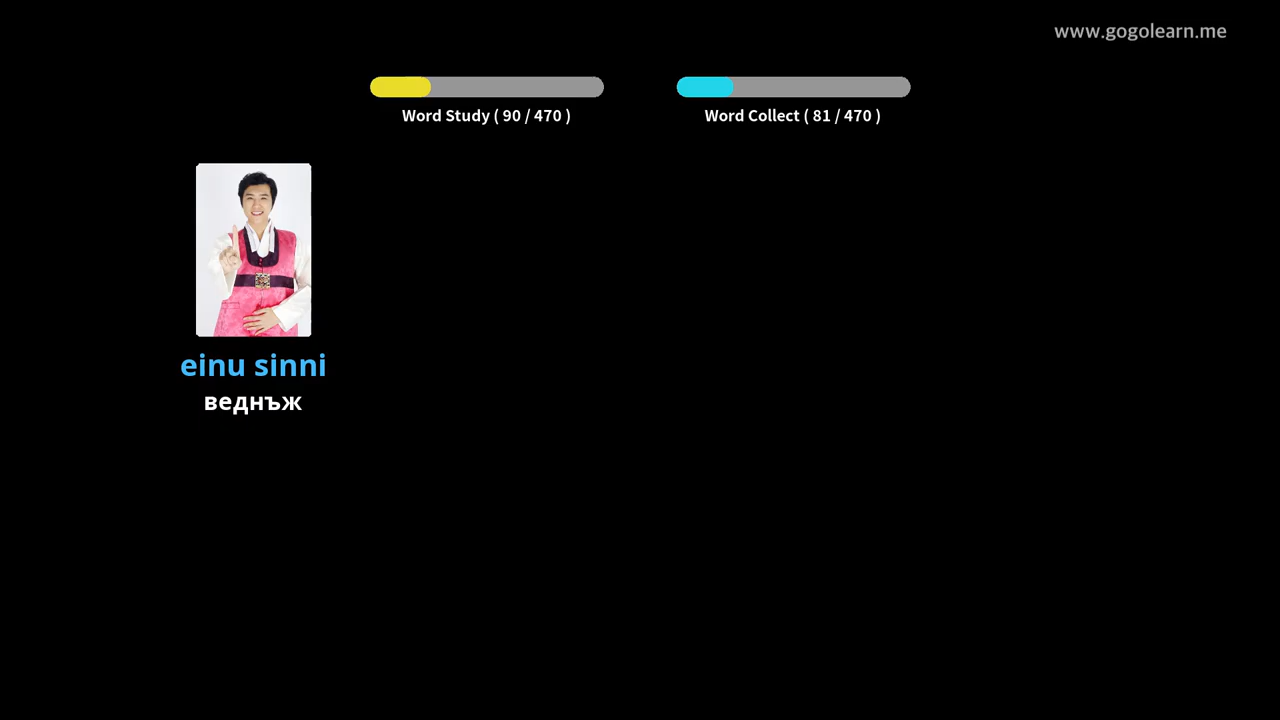 www.gogolearn.me
Word Study ( 90 / 470 )
Word Collect ( 81 / 470 )
einu sinni
веднъж